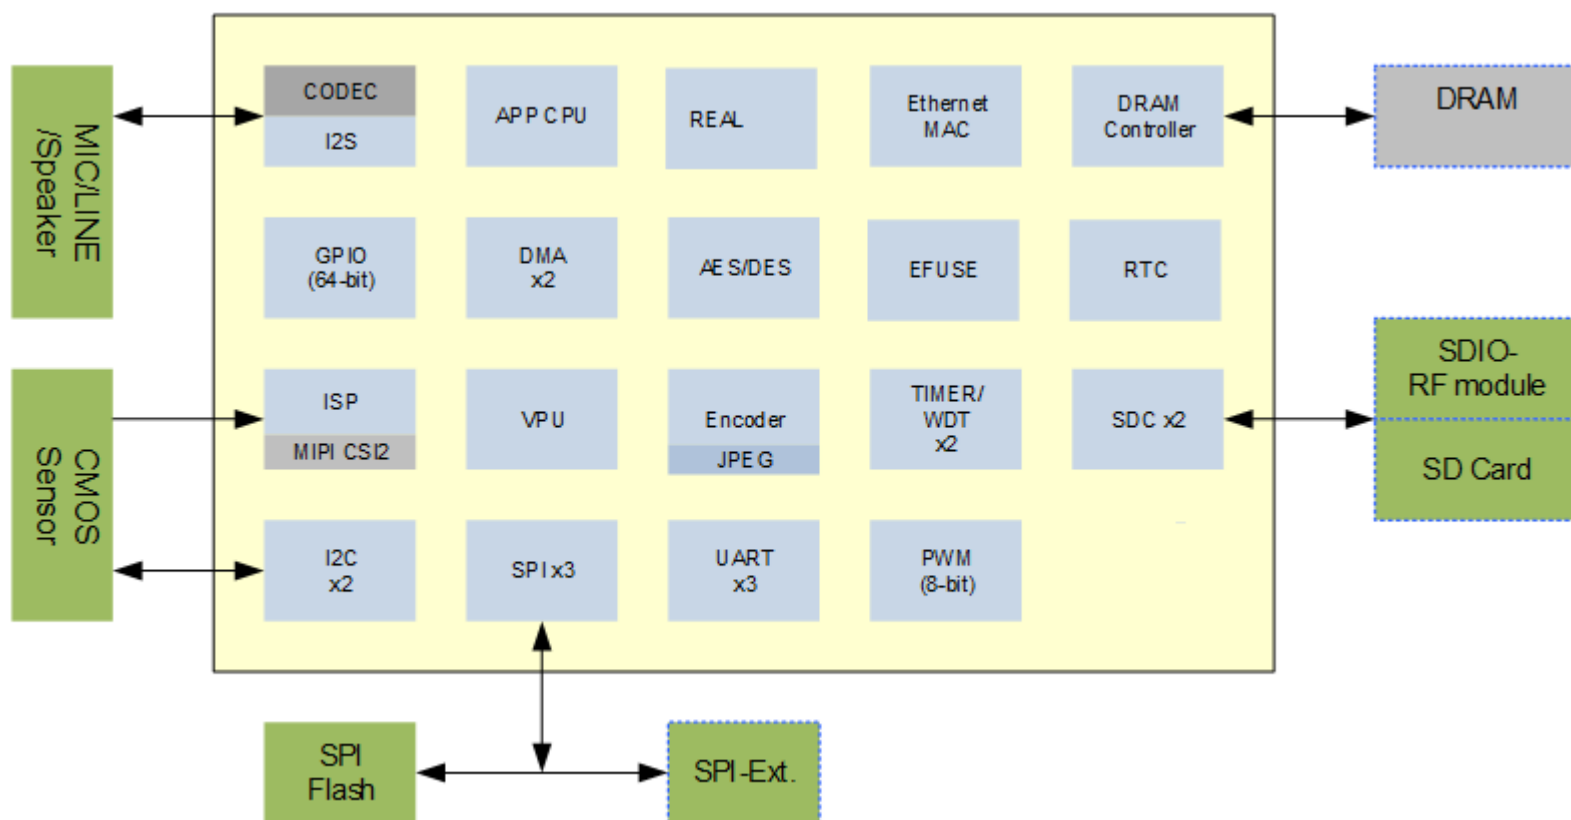 MIC/LINE
/Speaker
CODEC
I2S
APP CPU
REAL
Ethernet
MAC
DRAM
Controller
DRAM
GPIO
(64-bit)
DMA
x2
AES/DES
EFUSE
RTC
CMOS
Sensor
ISP
MIPI CSI2
VPU
Encoder
JPEG
TIMER/
WDT
x2
SDC x2
SDIO-
RF module
SD Card
I2C
x2
SPI x3
UART
x3
PWM
(8-bit)
SPI
Flash
SPI-Ext.